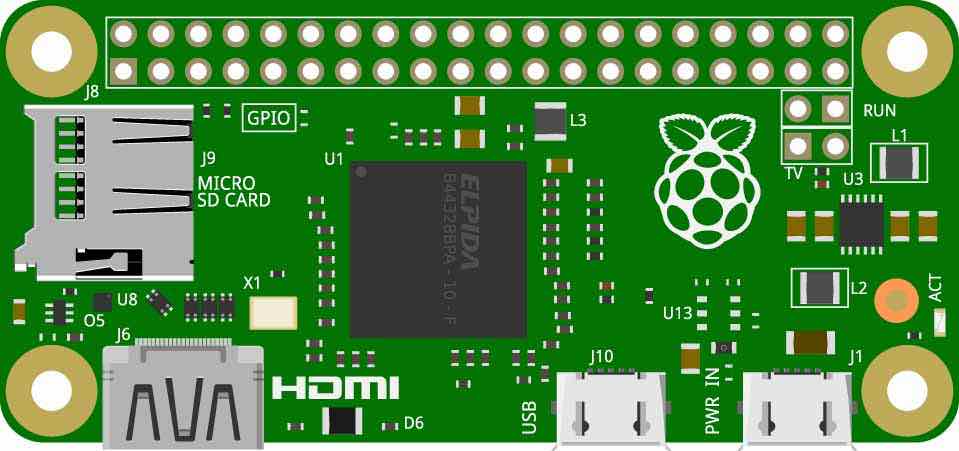 J8
GPIO
L3
RUN
L1
U1
J9
MICRO
SD CARD
TV
U3
ELPIDA
B4432BBPA - 10 - F
X1
U8
O5
J6
U13
L2
ACT
HDMI
D6
J10
USB
PWR IN
J1